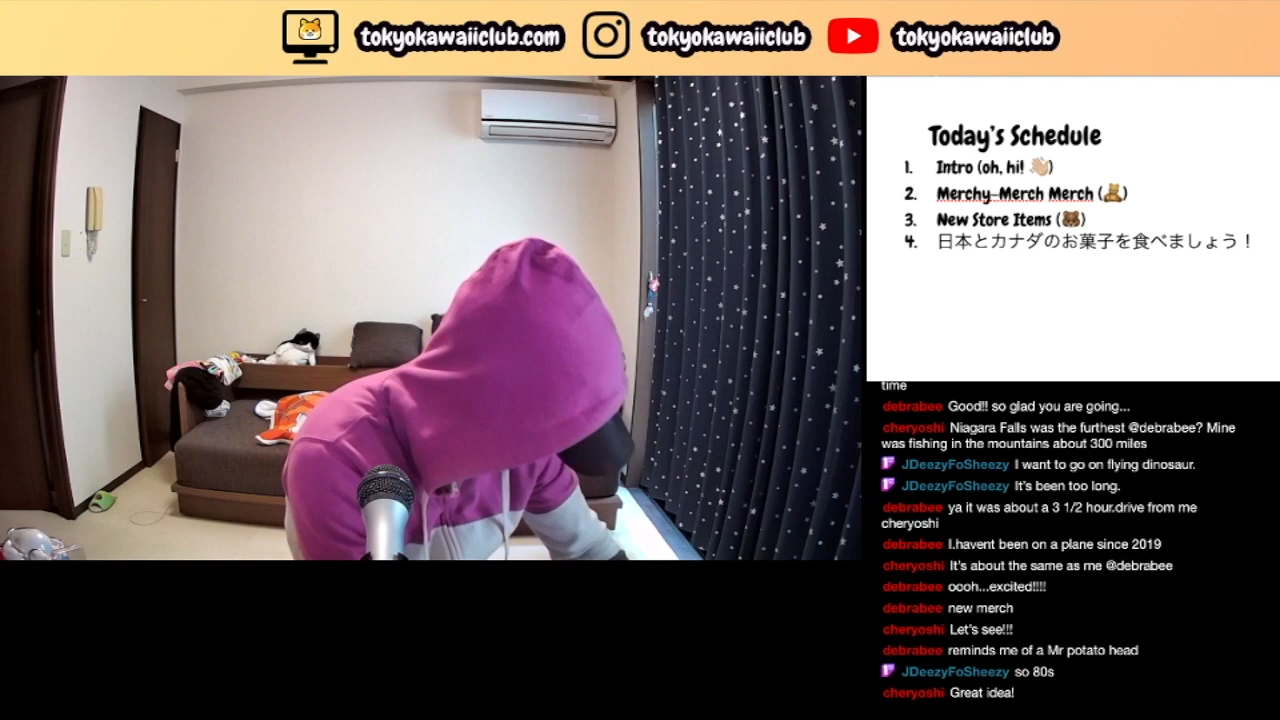 tokyokawaiiclub.com tokyokawaiiclub tokyokawaiiclub
Today's Schedule
1. Intro (oh, hi! 👋🏼)
2. Merchy-Merch Merch (🧸)
3. New Store Items (🐻)
4. 日本とカナダのお菓子を食べましょう！
time
debrabee Good!! so glad you are going...
cheryoshi Niagara Falls was the furthest @debrabee? Mine
was fishing in the mountains about 300 miles
JDeezyFoSheezy I want to go on flying dinosaur.
JDeezyFoSheezy It's been too long.
debrabee ya it was about a 3 1/2 hour.drive from me
cheryoshi
debrabee I.havent been on a plane since 2019
cheryoshi It's about the same as me @debrabee
debrabee oooh...excited!!!!
debrabee new merch
cheryoshi Let's see!!!
debrabee reminds me of a Mr potato head
JDeezyFoSheezy so 80s
cheryoshi Great idea!